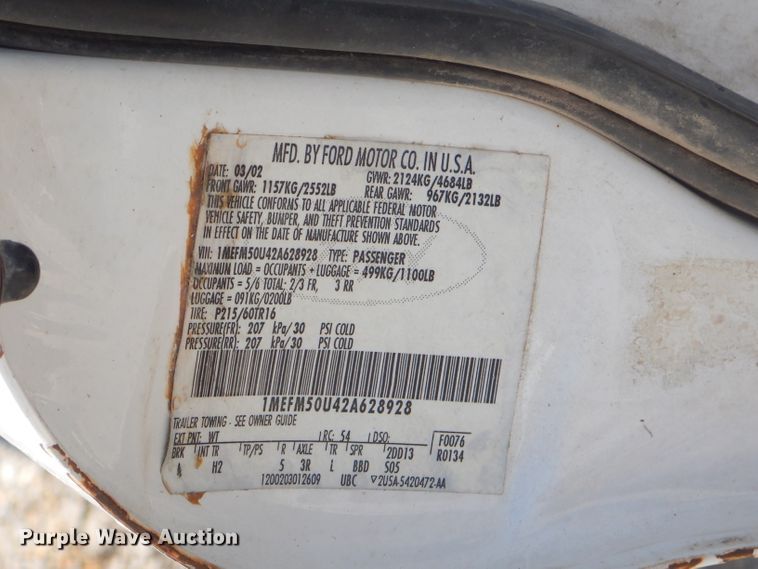 MFD. BY FORD MOTOR CO. IN U.S.A.
DATE: 03/02 GVWR: 2124KG/4684LB
FRONT GAWR: 1157KG/2552LB REAR GAWR: 967KG/2132LB
THIS VEHICLE CONFORMS TO ALL APPLICABLE FEDERAL MOTOR
VEHICLE SAFETY, BUMPER, AND THEFT PREVENTION STANDARDS
IN EFFECT ON THE DATE OF MANUFACTURE SHOWN ABOVE.
VIN: 1MEFM50U42A628928 TYPE: PASSENGER
MAXIMUM LOAD = OCCUPANTS + LUGGAGE = 499KG/1100LB
OCCUPANTS = 5/6 TOTAL: 2/3 FR, 3 RR
LUGGAGE = 091KG/0200LB
TIRE: P215/60TR16
PRESSURE(FR): 207 kPa/30 PSI COLD
PRESSURE(RR): 207 kPa/30 PSI COLD
1MEFM50U42A628928
TRAILER TOWING - SEE OWNER GUIDE
EXT PNT: WT RC: 54 DSO: F0076
BRK INT TR TP/PS R AXLE TR SPR 2DD13 R0134
H2 5 3R L BBD S05
1200203012609 UBC ▽2U5A-5420472-AA
Purple Wave Auction